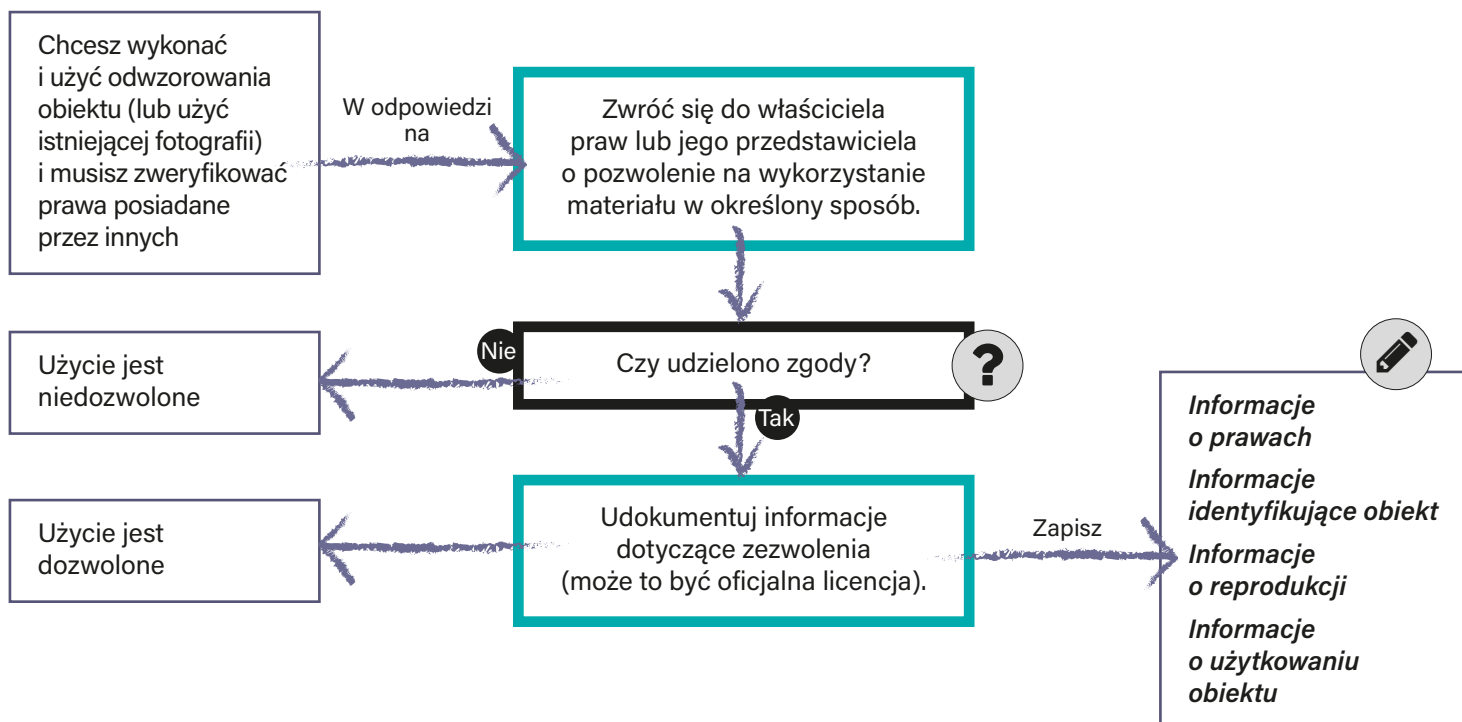 Chcesz wykonać
i użyć odwzorowania
obiektu (lub użyć
istniejącej fotografii)
i musisz zweryfikować
prawa posiadane
przez innych
W odpowiedzi
na
Zwróć się do właściciela
praw lub jego przedstawiciela
o pozwolenie na wykorzystanie
materiału w określony sposób.
Czy udzielono zgody?
?
Nie
Użycie jest
niedozwolone
Tak
Udokumentuj informacje
dotyczące zezwolenia
(może to być oficjalna licencja).
Użycie jest
dozwolone
Zapisz
Informacje
o prawach
Informacje
identyfikujące obiekt
Informacje
o reprodukcji
Informacje
o użytkowaniu
obiektu